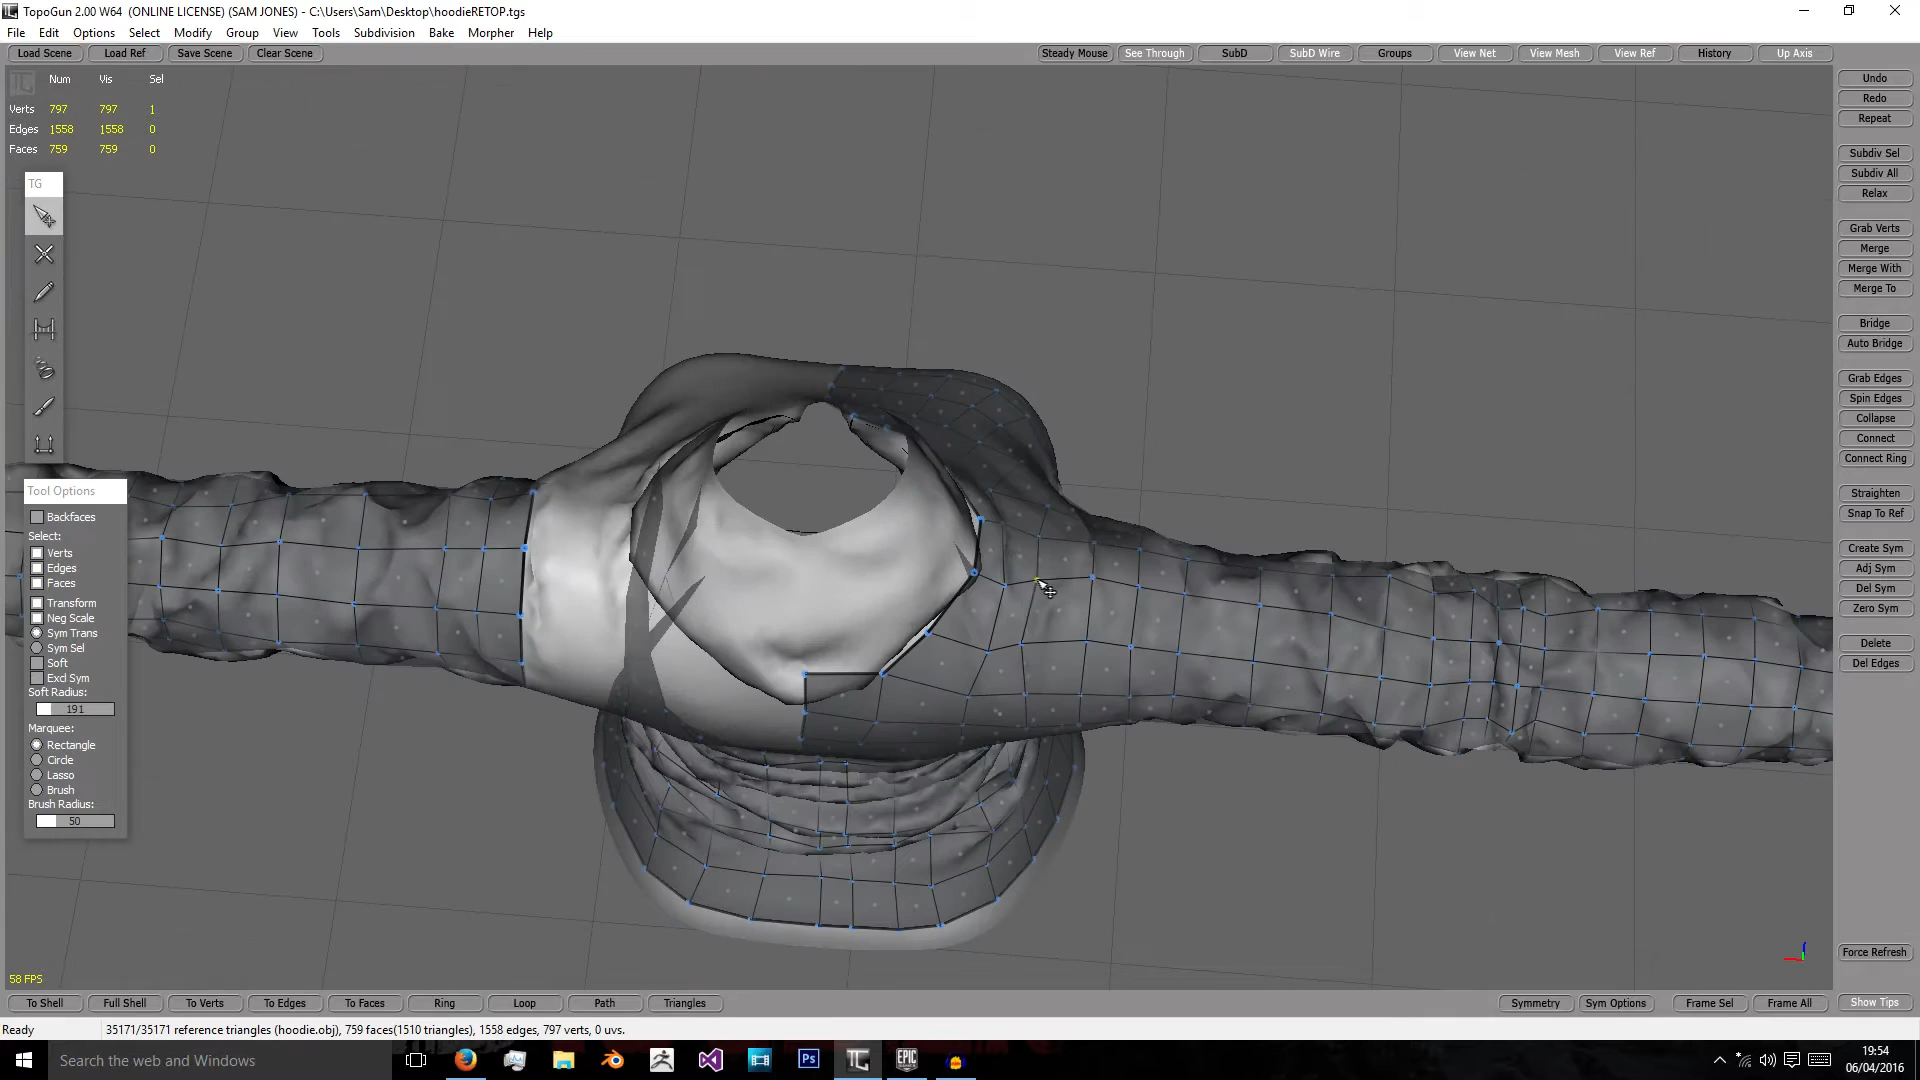 TopoGun 2.00 W64 (ONLINE LICENSE) (SAM JONES) - C:\Users\Sam\Desktop\hoodieRETOP.tgs
File Edit Options Select Modify Group View Tools Subdivision Bake Morpher Help
Load Scene Load Ref Save Scene Clear Scene Steady Mouse See Through SubD SubD Wire Groups View Net View Mesh View Ref History Up Axis
Num Vis Sel
Verts 797 797 1
Edges 1558 1558 0
Faces 759 759 0
TG
Tool Options
Backfaces
Select:
Verts
Edges
Faces
Transform
Neg Scale
Sym Trans
Sym Sel
Soft
Excl Sym
Soft Radius:
191
Marquee:
Rectangle
Circle
Lasso
Brush
Brush Radius:
50
58 FPS
Undo
Redo
Repeat
Subdiv Sel
Subdiv All
Relax
Grab Verts
Merge
Merge With
Merge To
Bridge
Auto Bridge
Grab Edges
Spin Edges
Collapse
Connect
Connect Ring
Straighten
Snap To Ref
Create Sym
Adj Sym
Del Sym
Zero Sym
Delete
Del Edges
Force Refresh
To Shell Full Shell To Verts To Edges To Faces Ring Loop Path Triangles Symmetry Sym Options Frame Sel Frame All Show Tips
Ready 35171/35171 reference triangles (hoodie.obj), 759 faces(1510 triangles), 1558 edges, 797 verts, 0 uvs.
Search the web and Windows
Ps
EPIC
19:54
06/04/2016